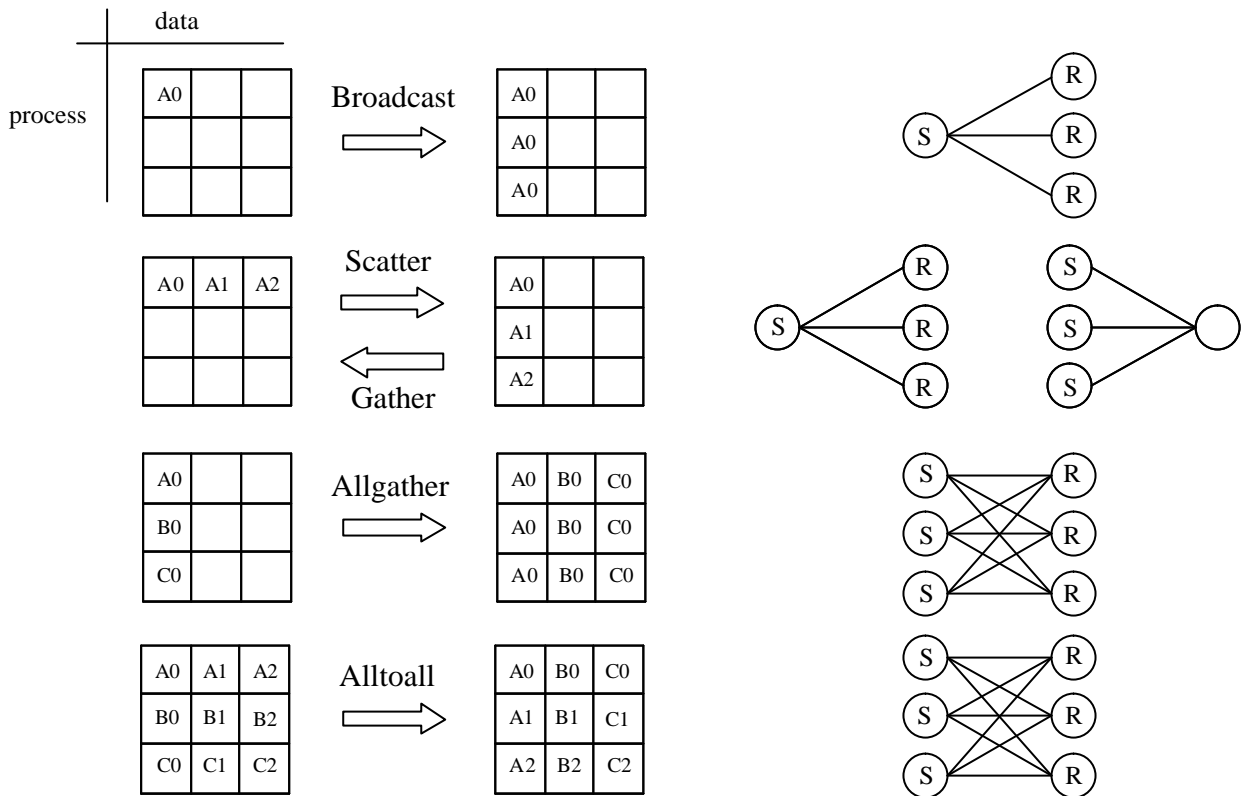 data
process
A0
Broadcast
A0
A0
A0
S
R
R
R
A0 A1 A2
Scatter
Gather
A0
A1
A2
S
R
R
R
S
S
S
A0
B0
C0
Allgather
A0 B0 C0
A0 B0 C0
A0 B0 C0
S R
S R
S R
A0 A1 A2
B0 B1 B2
C0 C1 C2
Alltoall
A0 B0 C0
A1 B1 C1
A2 B2 C2
S R
S R
S R